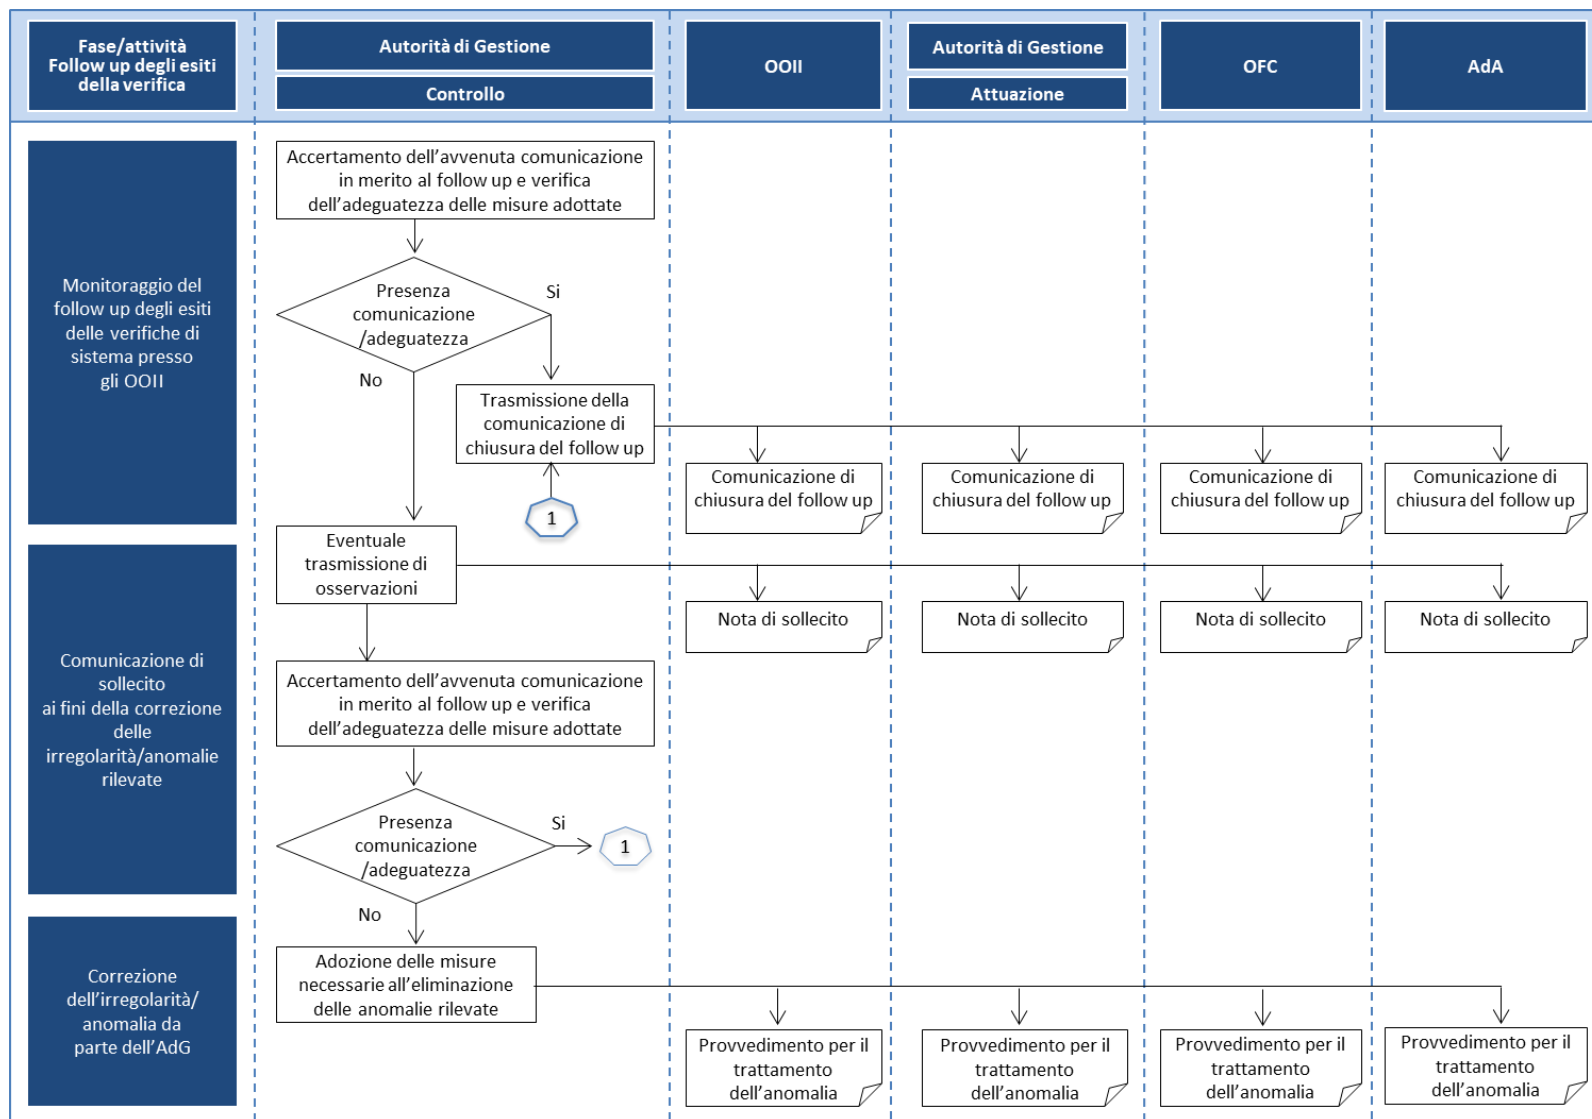 Fase/attività
Follow up degli esiti
della verifica
Autorità di Gestione
Controllo
OOII
Autorità di Gestione
Attuazione
OFC
AdA
Monitoraggio del
follow up degli esiti
delle verifiche di
sistema presso
gli OOII
Accertamento dell'avvenuta comunicazione
in merito al follow up e verifica
dell'adeguatezza delle misure adottate
Presenza
comunicazione
/adeguatezza
Si
No
Trasmissione della
comunicazione di
chiusura del follow up
1
Comunicazione di
chiusura del follow up
Comunicazione di
chiusura del follow up
Comunicazione di
chiusura del follow up
Comunicazione di
chiusura del follow up
Comunicazione di
sollecito
ai fini della correzione
delle
irregolarità/anomalie
rilevate
Eventuale
trasmissione di
osservazioni
Nota di sollecito
Nota di sollecito
Nota di sollecito
Nota di sollecito
Accertamento dell'avvenuta comunicazione
in merito al follow up e verifica
dell'adeguatezza delle misure adottate
Presenza
comunicazione
/adeguatezza
Si
1
No
Correzione
dell'irregolarità/
anomalia da
parte dell'AdG
Adozione delle misure
necessarie all'eliminazione
delle anomalie rilevate
Provvedimento per il
trattamento
dell'anomalia
Provvedimento per il
trattamento
dell'anomalia
Provvedimento per il
trattamento
dell'anomalia
Provvedimento per il
trattamento
dell'anomalia